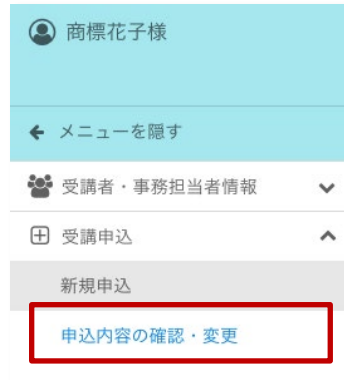 商標花子様
メニューを隠す
受講者・事務担当者情報
受講申込
新規申込
申込内容の確認・変更